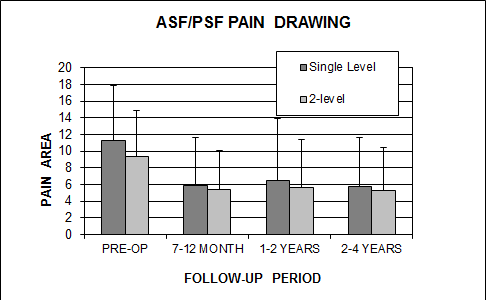 ASF/PSF PAIN DRAWING
Single Level
2-level
PAIN AREA
20
18
16
14
12
10
8
6
4
2
0
PRE-OP
7-12 MONTH
1-2 YEARS
2-4 YEARS
FOLLOW-UP PERIOD